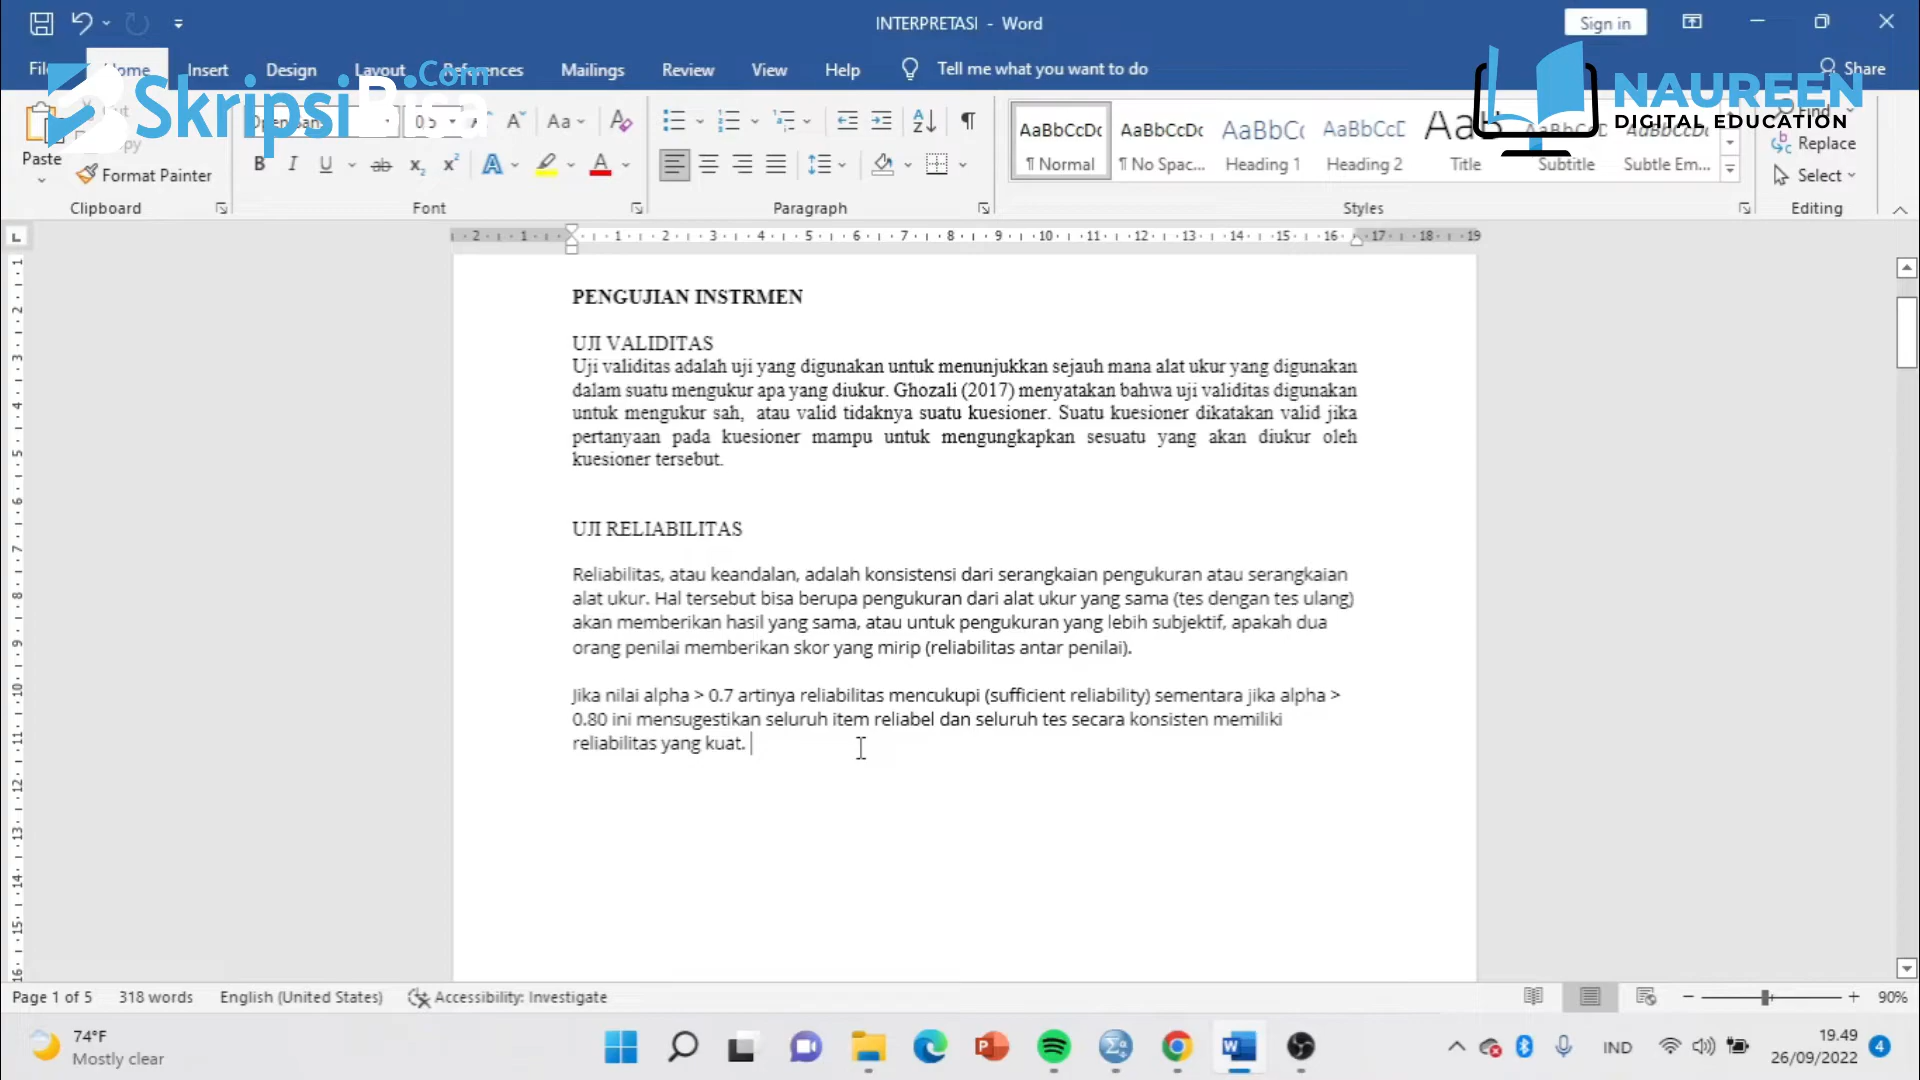 INTERPRETASI - Word
Sign in
Home
Insert
Design
Layout
References
Mailings
Review
View
Help
Tell me what you want to do
Share
SkripsiBisa
.Com
NAUREEN
DIGITAL EDUCATION
Paste
Format Painter
Clipboard
Font
Paragraph
AaBbCcDc
¶ Normal
AaBbCcDc
¶ No Spac...
AaBbC
Heading 1
AaBbCcD
Heading 2
Title
Subtitle
Subtle Em...
Styles
Find
Replace
Select
Editing
PENGUJIAN INSTRMEN
UJI VALIDITAS
Uji validitas adalah uji yang digunakan untuk menunjukkan sejauh mana alat ukur yang digunakan
dalam suatu mengukur apa yang diukur. Ghozali (2017) menyatakan bahwa uji validitas digunakan
untuk mengukur sah, atau valid tidaknya suatu kuesioner. Suatu kuesioner dikatakan valid jika
pertanyaan pada kuesioner mampu untuk mengungkapkan sesuatu yang akan diukur oleh
kuesioner tersebut.
UJI RELIABILITAS
Reliabilitas, atau keandalan, adalah konsistensi dari serangkaian pengukuran atau serangkaian
alat ukur. Hal tersebut bisa berupa pengukuran dari alat ukur yang sama (tes dengan tes ulang)
akan memberikan hasil yang sama, atau untuk pengukuran yang lebih subjektif, apakah dua
orang penilai memberikan skor yang mirip (reliabilitas antar penilai).
Jika nilai alpha > 0.7 artinya reliabilitas mencukupi (sufficient reliability) sementara jika alpha >
0.80 ini mensugestikan seluruh item reliabel dan seluruh tes secara konsisten memiliki
reliabilitas yang kuat.
Page 1 of 5
318 words
English (United States)
Accessibility: Investigate
90%
74°F
Mostly clear
IND
19.49
26/09/2022
4